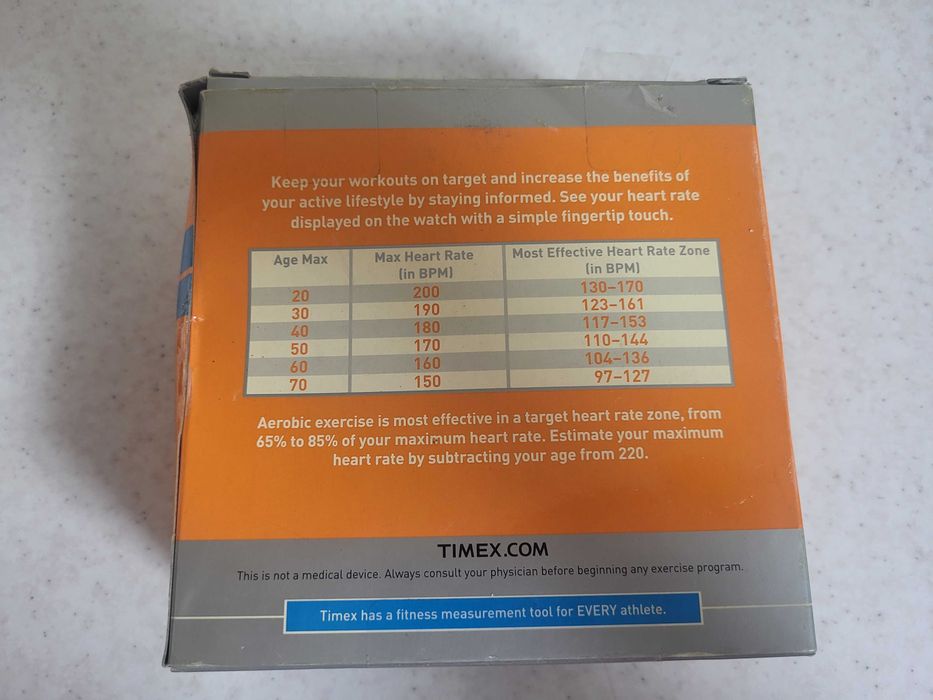 Keep your workouts on target and increase the benefits of
your active lifestyle by staying informed. See your heart rate
displayed on the watch with a simple fingertip touch.
Age Max Max Heart Rate (in BPM) Most Effective Heart Rate Zone (in BPM)
20 200 130–170
30 190 123–161
40 180 117–153
50 170 110–144
60 160 104–136
70 150 97–127
Aerobic exercise is most effective in a target heart rate zone, from
65% to 85% of your maximum heart rate. Estimate your maximum
heart rate by subtracting your age from 220.
TIMEX.COM
This is not a medical device. Always consult your physician before beginning any exercise program.
Timex has a fitness measurement tool for EVERY athlete.